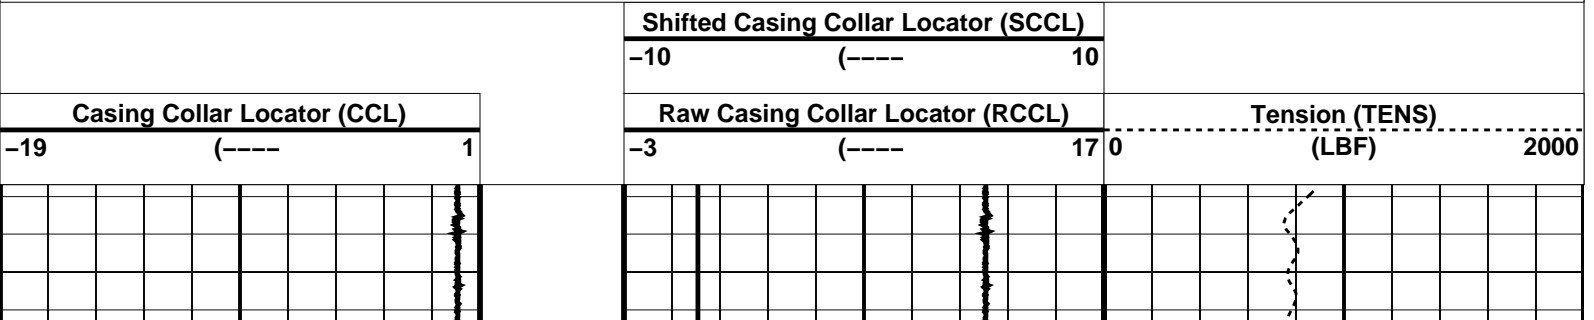 Shifted Casing Collar Locator (SCCL)
−10 (−−−− 10
Casing Collar Locator (CCL)
−19 (−−−− 1
Raw Casing Collar Locator (RCCL)
−3 (−−−− 17
Tension (TENS)
0 (LBF) 2000